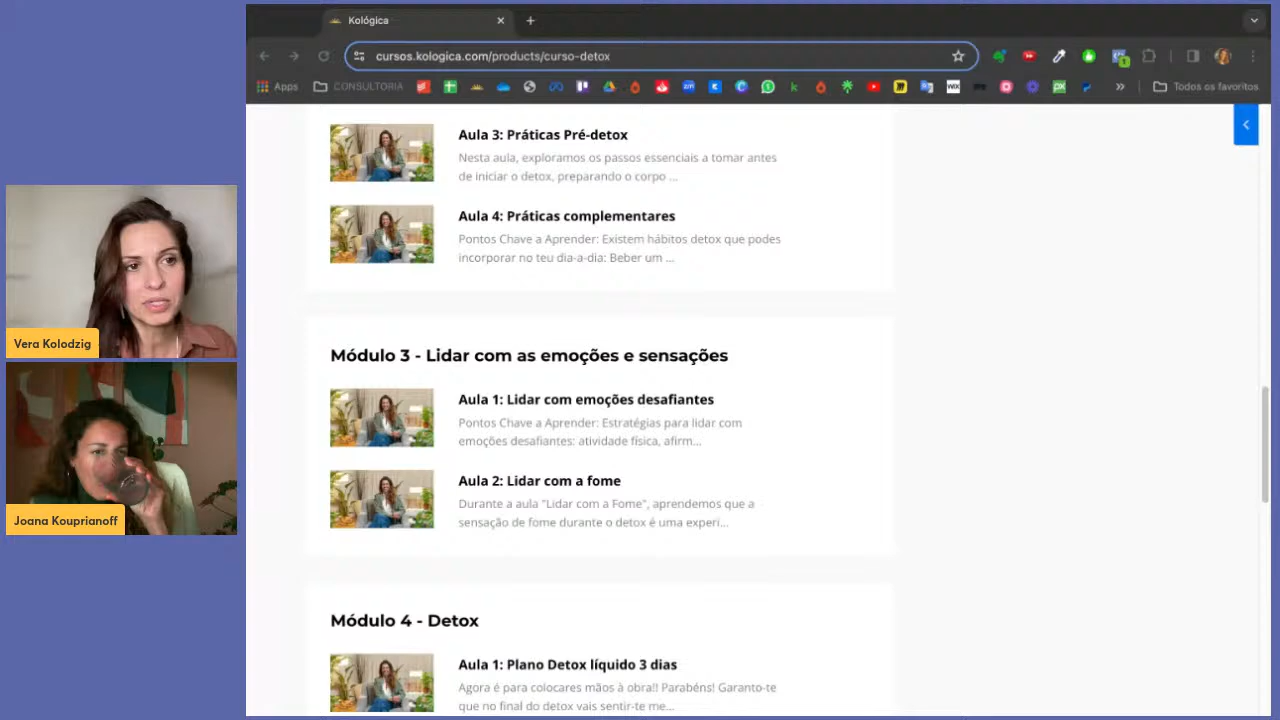 Kológica
cursos.kologica.com/products/curso-detox
Apps
CONSULTORIA
Todos os favoritos
Aula 3: Práticas Pré-detox
Nesta aula, exploramos os passos essenciais a tomar antes
de iniciar o detox, preparando o corpo ...
Aula 4: Práticas complementares
Pontos Chave a Aprender: Existem hábitos detox que podes
incorporar no teu dia-a-dia: Beber um ...
Módulo 3 - Lidar com as emoções e sensações
Aula 1: Lidar com emoções desafiantes
Pontos Chave a Aprender: Estratégias para lidar com
emoções desafiantes: atividade física, afirm...
Aula 2: Lidar com a fome
Durante a aula "Lidar com a Fome", aprendemos que a
sensação de fome durante o detox é uma experi...
Módulo 4 - Detox
Aula 1: Plano Detox líquido 3 dias
Agora é para colocares mãos à obra!! Parabéns! Garanto-te
que no final do detox vais sentir-te me...
Vera Kolodzig
Joana Kouprianoff